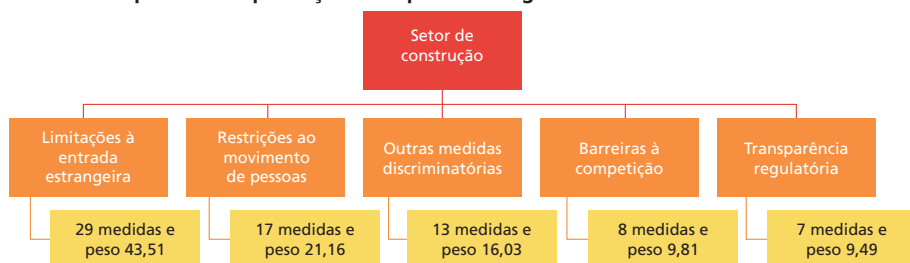 Setor de
construção
Limitações à
entrada
estrangeira
Restrições ao
movimento
de pessoas
Outras medidas
discriminatórias
Barreiras à
competição
Transparência
regulatória
29 medidas e
peso 43,51
17 medidas e
peso 21,16
13 medidas e
peso 16,03
8 medidas e
peso 9,81
7 medidas e
peso 9,49